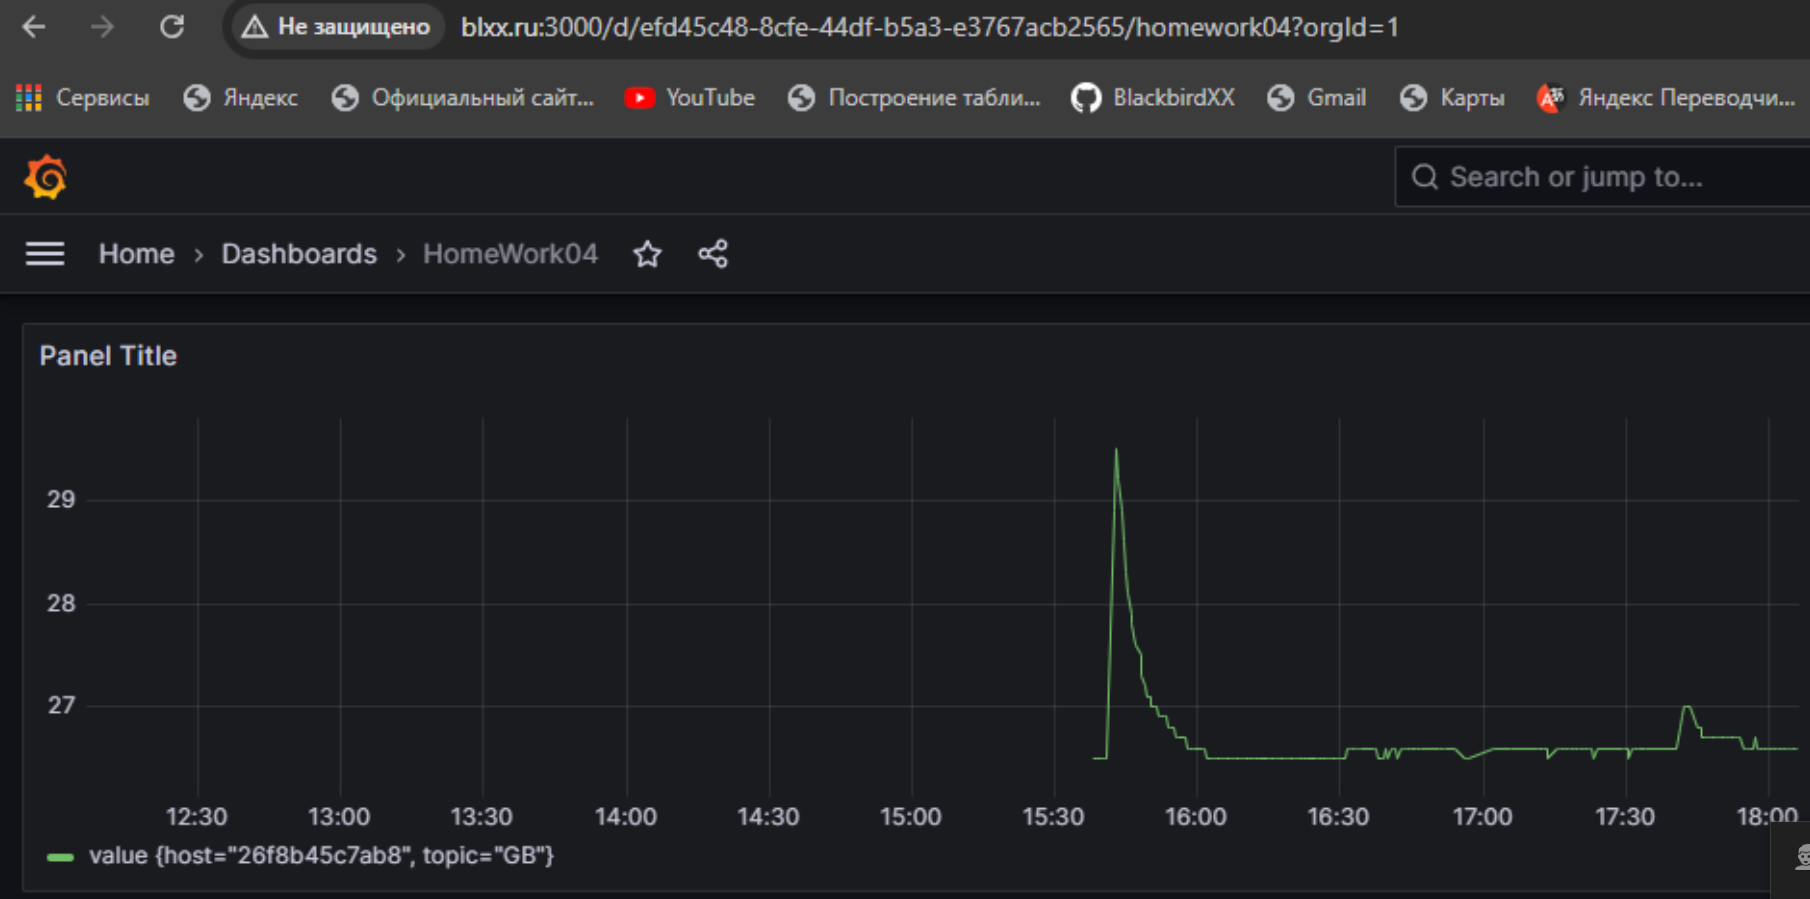 Не защищено blxx.ru:3000/d/efd45c48-8cfe-44df-b5a3-e3767acb2565/homework04?orgId=1
Сервисы Яндекс Официальный сайт... YouTube Построение табли... BlackbirdXX Gmail Карты Яндекс Переводчи...
Search or jump to...
Home › Dashboards › HomeWork04
Panel Title
29
28
27
12:30 13:00 13:30 14:00 14:30 15:00 15:30 16:00 16:30 17:00 17:30 18:00
value {host="26f8b45c7ab8", topic="GB"}